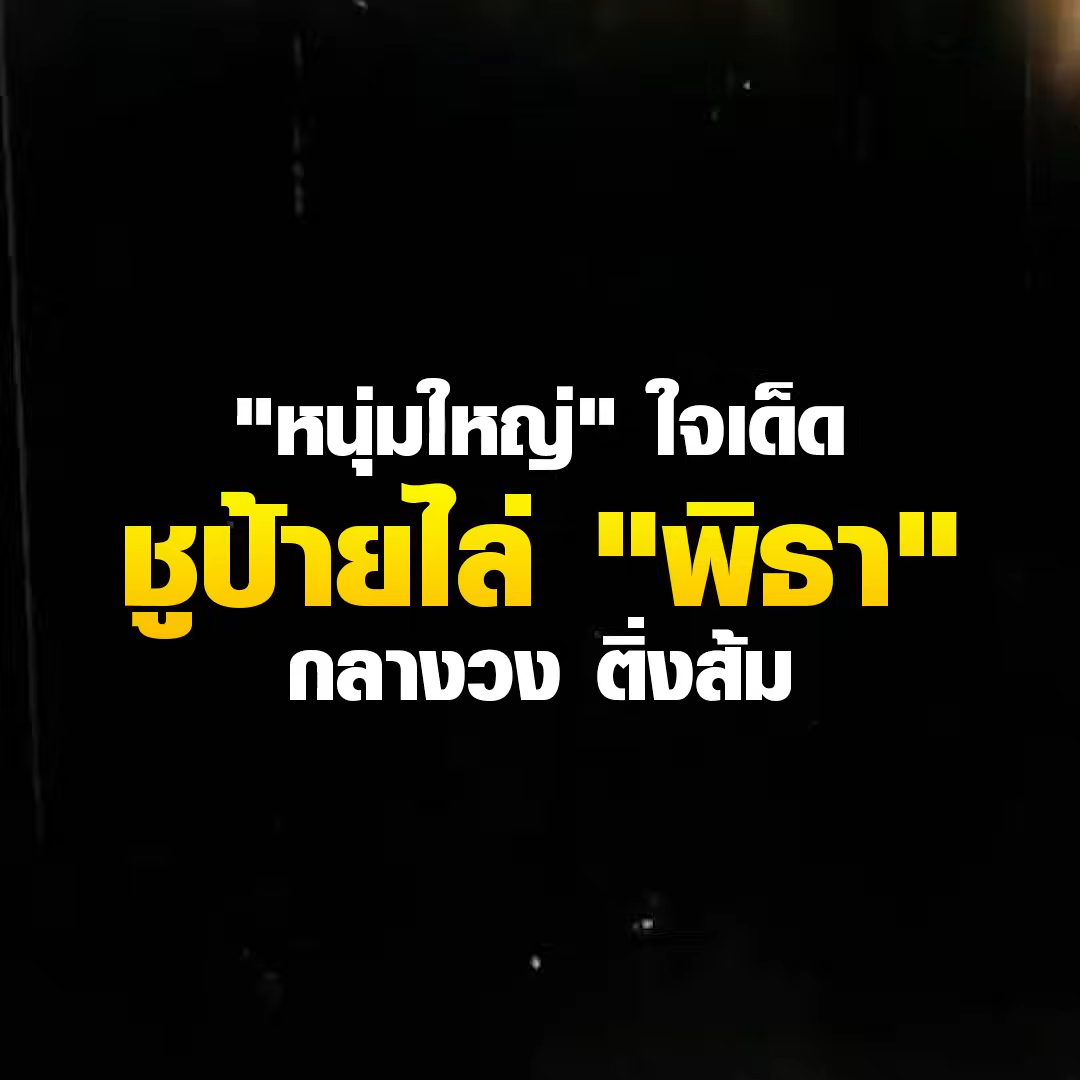 "หนุ่มใหญ่" ใจเด็ด
ชูป้ายไล่ "พิธา"
กลางวง ติ่งส้ม